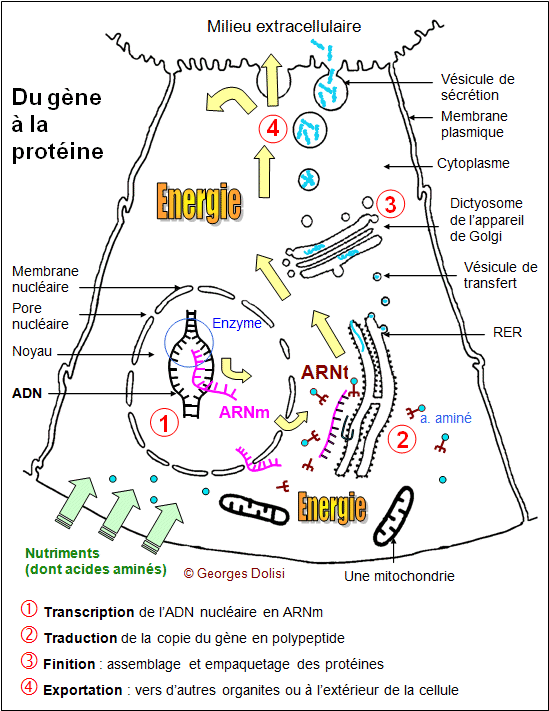 Milieu extracellulaire
Du gène
à la
protéine
Vésicule de
sécrétion
Membrane
plasmique
4
Cytoplasme
Energie
3
Dictyosome
de l'appareil
de Golgi
Membrane
nucléaire
Vésicule de
transfert
Pore
nucléaire
Enzyme
RER
Noyau
ARNt
ADN
ARNm
1
a. aminé
2
Energie
Nutriments
(dont acides aminés)
© Georges Dolisi
Une mitochondrie
1 Transcription de l'ADN nucléaire en ARNm
2 Traduction de la copie du gène en polypeptide
3 Finition : assemblage et empaquetage des protéines
4 Exportation : vers d'autres organites ou à l'extérieur de la cellule